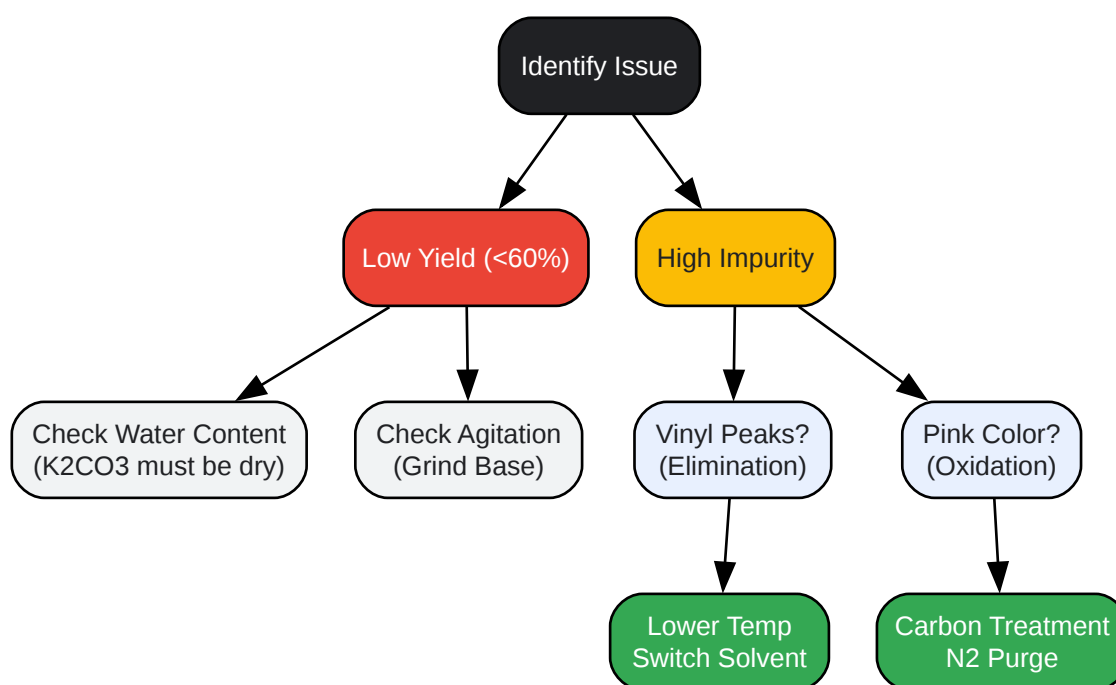 Identify Issue
Low Yield (<60%)
High Impurity
Check Water Content
(K2CO3 must be dry)
Check Agitation
(Grind Base)
Vinyl Peaks?
(Elimination)
Pink Color?
(Oxidation)
Lower Temp
Switch Solvent
Carbon Treatment
N2 Purge